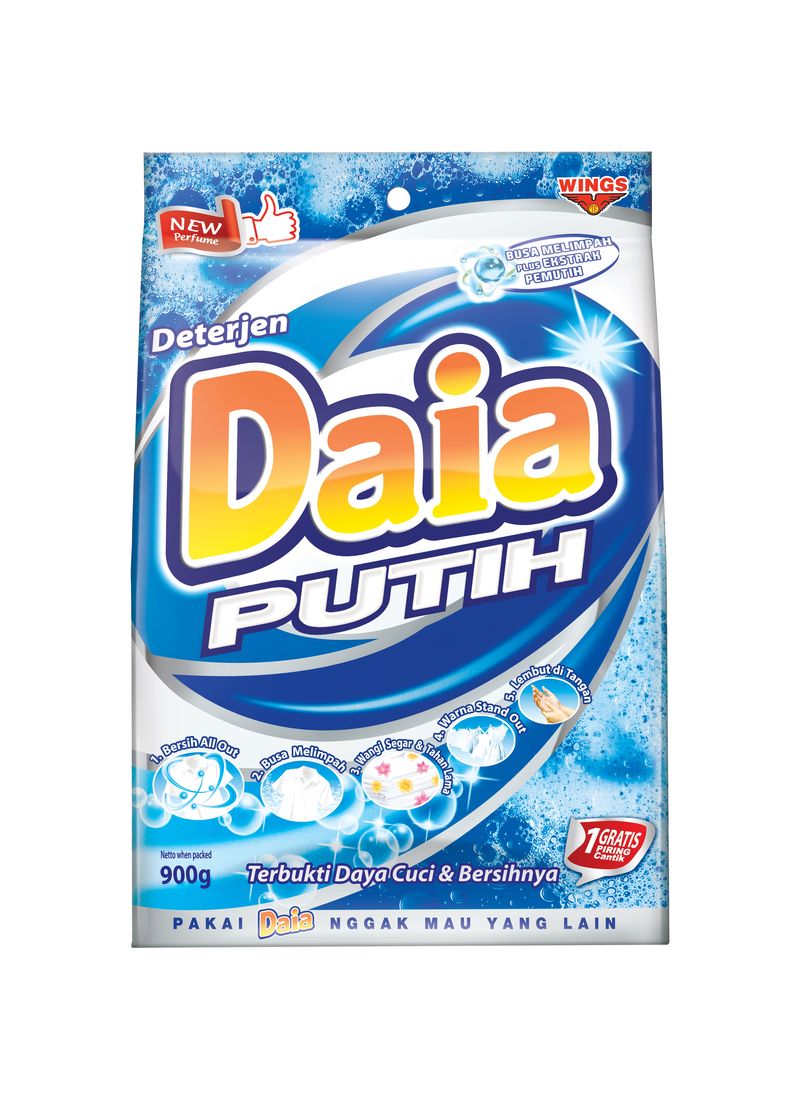 WINGS
NEW
Perfume
BUSA MELIMPAH
PLUS EKSTRAK
PEMUTIH
Deterjen
Daia
PUTIH
1. Bersih All Out
2. Busa Melimpah
3. Wangi Segar & Tahan Lama
4. Warna Stand Out
5. Lembut di Tangan
Netto when packed
900g
Terbukti Daya Cuci & Bersihnya
1 GRATIS
PIRING
Cantik
PAKAI Daia NGGAK MAU YANG LAIN